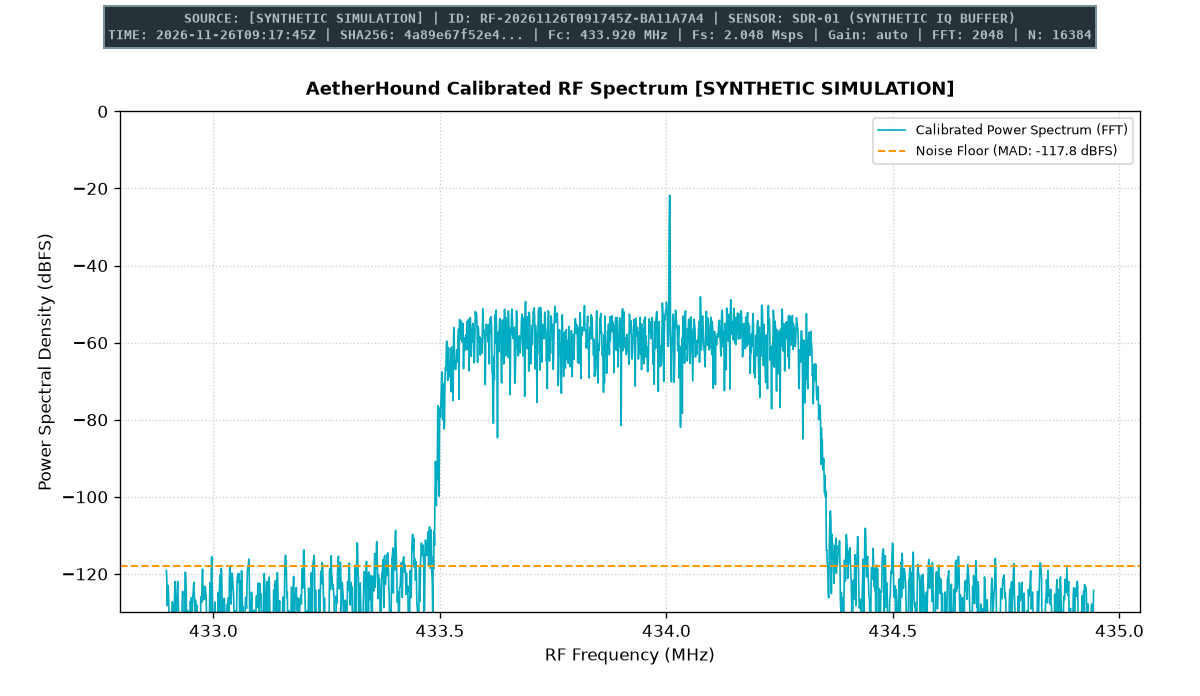 SOURCE: [SYNTHETIC SIMULATION] | ID: RF-20261126T091745Z-BA11A7A4 | SENSOR: SDR-01 (SYNTHETIC IQ BUFFER)
TIME: 2026-11-26T09:17:45Z | SHA256: 4a89e67f52e4... | Fc: 433.920 MHz | Fs: 2.048 Msps | Gain: auto | FFT: 2048 | N: 16384
AetherHound Calibrated RF Spectrum [SYNTHETIC SIMULATION]
Calibrated Power Spectrum (FFT)
Noise Floor (MAD: -117.8 dBFS)
Power Spectral Density (dBFS)
0
−20
−40
−60
−80
−100
−120
433.0 433.5 434.0 434.5 435.0
RF Frequency (MHz)